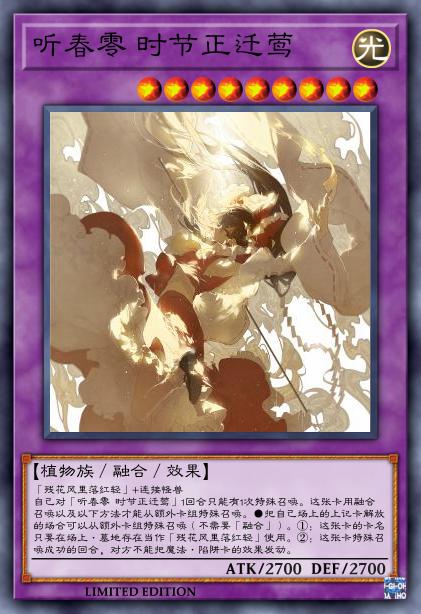 听春零 时节正迁莺
光
【植物族／融合／效果】
「残花风里落红轻」+连接怪兽
自己对「听春零 时节正迁莺」1回合只能有1次特殊召唤。这张卡用融合
召唤以及以下方法才能从额外卡组特殊召唤。●把自己场上的上记卡解放
的场合可以从额外卡组特殊召唤（不需要「融合」）。①：这张卡的卡名
只要在场上·墓地存在当作「残花风里落红轻」使用。②：这张卡特殊召
唤成功的回合，对方不能把魔法·陷阱卡的效果发动。
ATK/2700 DEF/2700
LIMITED EDITION